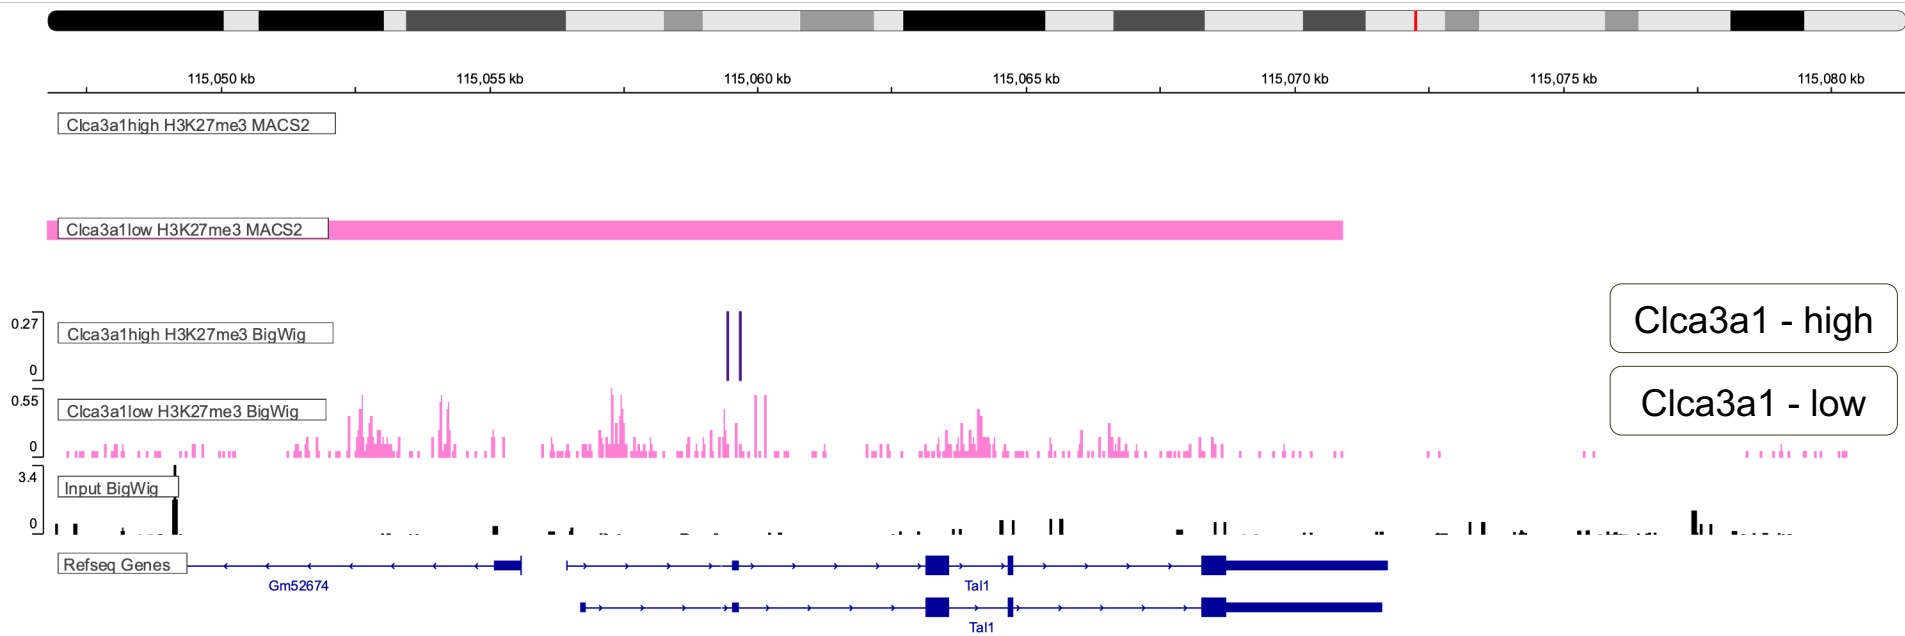 115,050 kb
115,055 kb
115,060 kb
115,065 kb
115,070 kb
115,075 kb
115,080 kb
Clca3a1high H3K27me3 MACS2
Clca3a1low H3K27me3 MACS2
0.27
Clca3a1high H3K27me3 BigWig
0
Clca3a1 - high
0.55
Clca3a1low H3K27me3 BigWig
0
Clca3a1 - low
3.4
Input BigWig
0
Refseq Genes
Gm52674
Tal1
Tal1